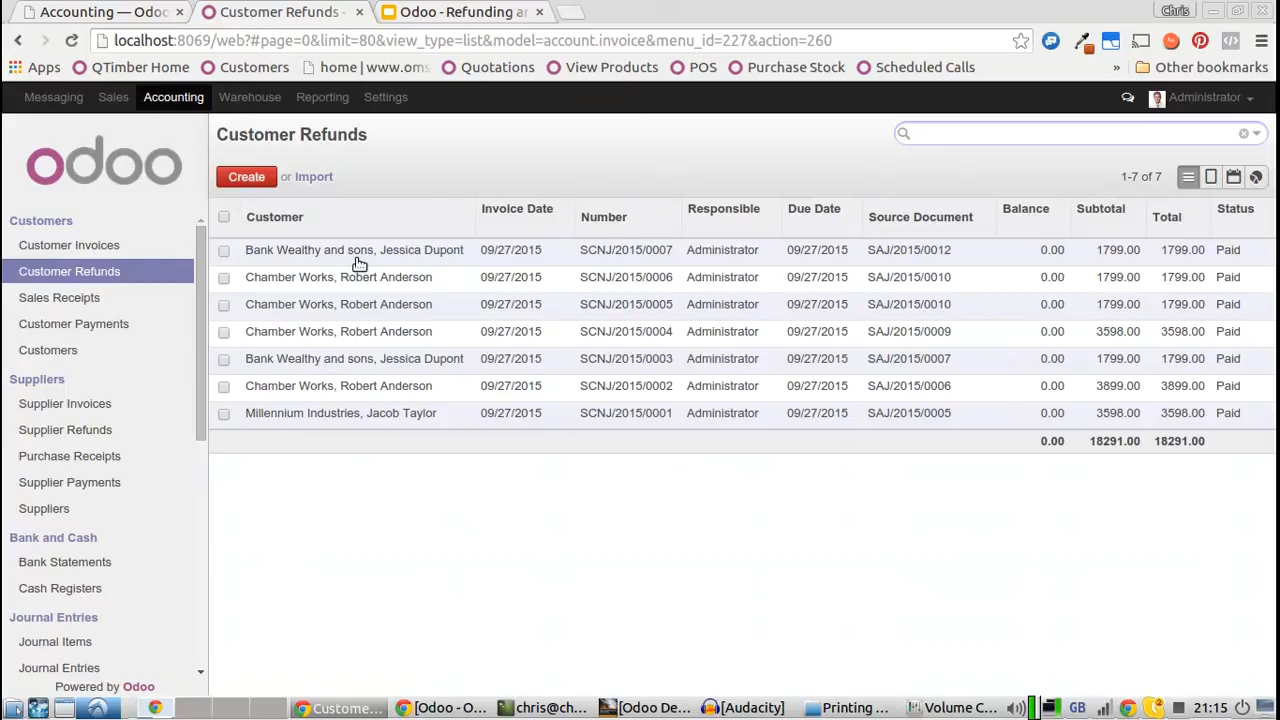 Accounting — Odoo
Customer Refunds -
Odoo - Refunding an
Chris
localhost:8069/web?#page=0&limit=80&view_type=list&model=account.invoice&menu_id=227&action=260
Apps QTimber Home Customers home | www.oms Quotations View Products POS Purchase Stock Scheduled Calls » Other bookmarks
Messaging Sales Accounting Warehouse Reporting Settings Administrator
odoo
Customers
Customer Invoices
Customer Refunds
Sales Receipts
Customer Payments
Customers
Suppliers
Supplier Invoices
Supplier Refunds
Purchase Receipts
Supplier Payments
Suppliers
Bank and Cash
Bank Statements
Cash Registers
Journal Entries
Journal Items
Journal Entries
Powered by Odoo
Customer Refunds
Create or Import 1-7 of 7
Customer Invoice Date Number Responsible Due Date Source Document Balance Subtotal Total Status
Bank Wealthy and sons, Jessica Dupont 09/27/2015 SCNJ/2015/0007 Administrator 09/27/2015 SAJ/2015/0012 0.00 1799.00 1799.00 Paid
Chamber Works, Robert Anderson 09/27/2015 SCNJ/2015/0006 Administrator 09/27/2015 SAJ/2015/0010 0.00 1799.00 1799.00 Paid
Chamber Works, Robert Anderson 09/27/2015 SCNJ/2015/0005 Administrator 09/27/2015 SAJ/2015/0010 0.00 1799.00 1799.00 Paid
Chamber Works, Robert Anderson 09/27/2015 SCNJ/2015/0004 Administrator 09/27/2015 SAJ/2015/0009 0.00 3598.00 3598.00 Paid
Bank Wealthy and sons, Jessica Dupont 09/27/2015 SCNJ/2015/0003 Administrator 09/27/2015 SAJ/2015/0007 0.00 1799.00 1799.00 Paid
Chamber Works, Robert Anderson 09/27/2015 SCNJ/2015/0002 Administrator 09/27/2015 SAJ/2015/0006 0.00 3899.00 3899.00 Paid
Millennium Industries, Jacob Taylor 09/27/2015 SCNJ/2015/0001 Administrator 09/27/2015 SAJ/2015/0005 0.00 3598.00 3598.00 Paid
0.00 18291.00 18291.00
Custome... [Odoo - O... chris@ch... [Odoo De... [Audacity] Printing ... Volume C... GB 21:15